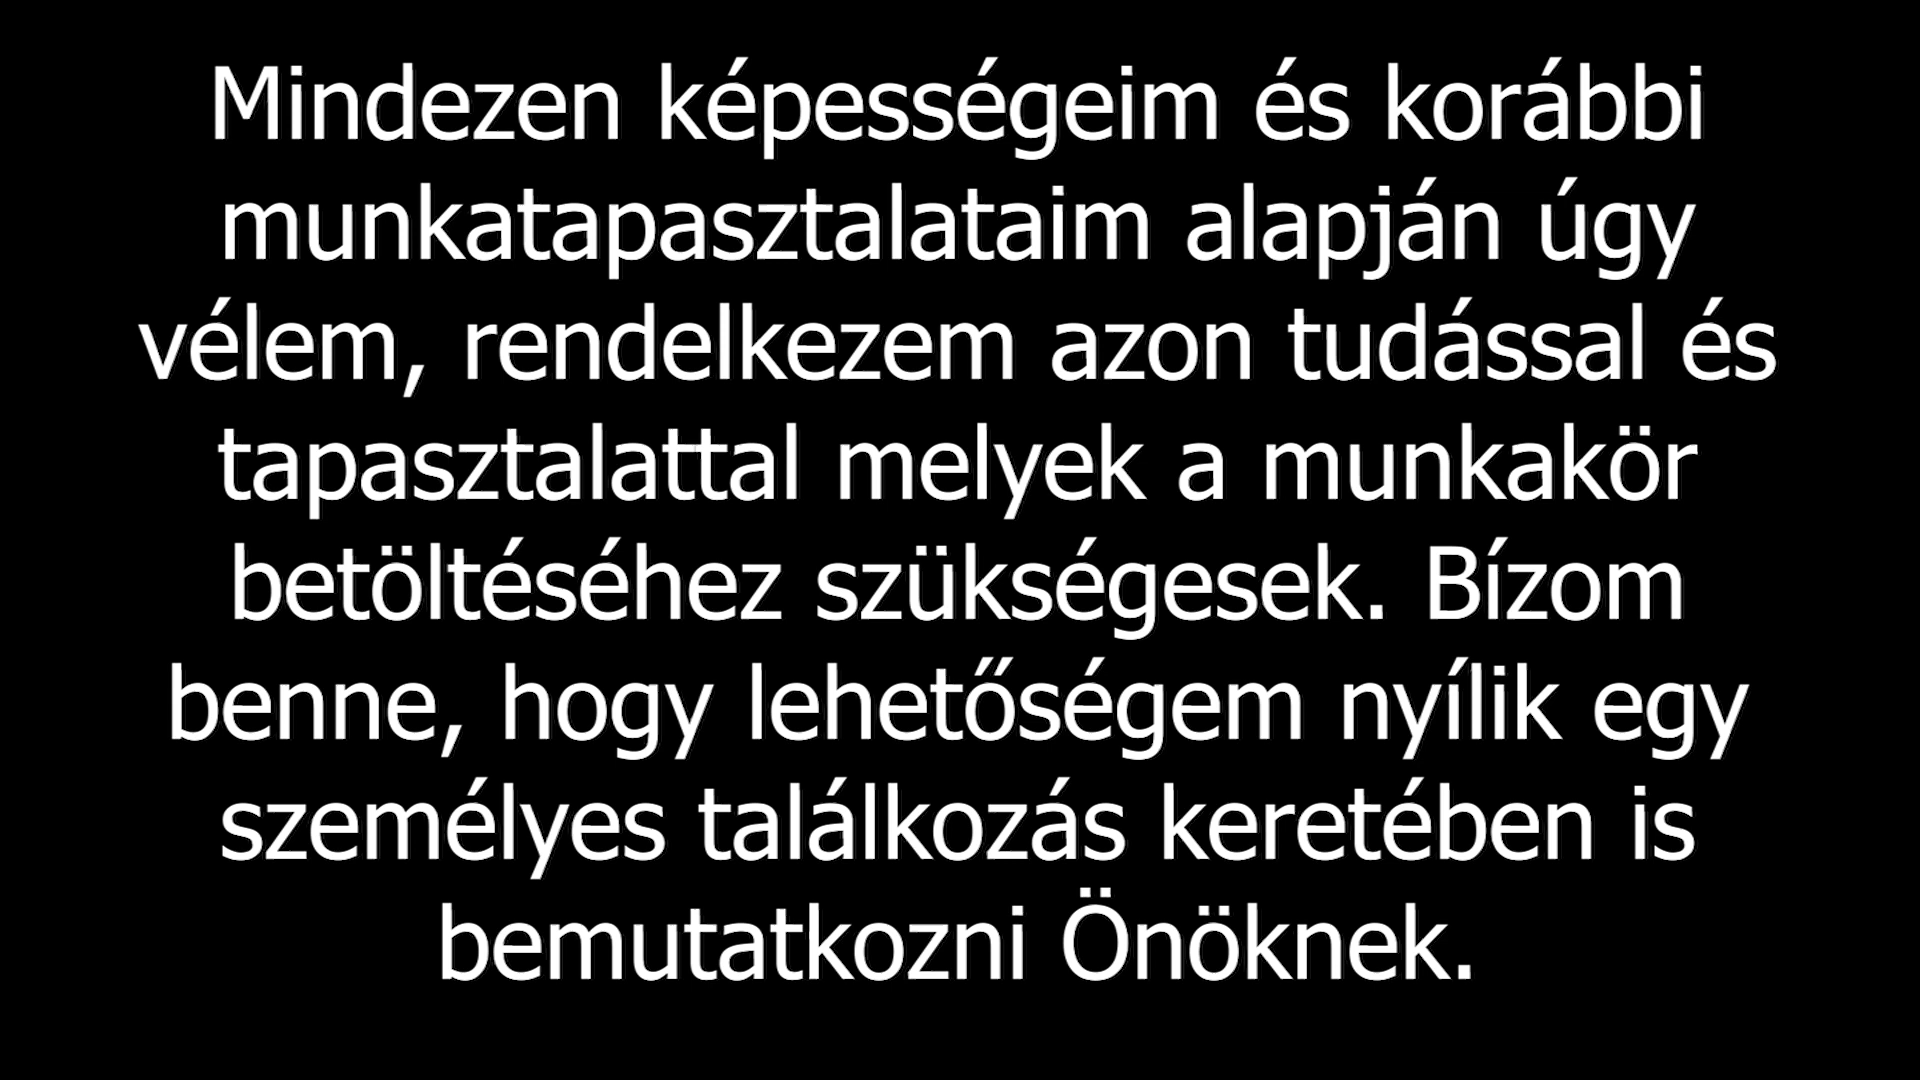 Mindezen képességeim és korábbi
munkatapasztalataim alapján úgy
vélem, rendelkezem azon tudással és
tapasztalattal melyek a munkakör
betöltéséhez szükségesek. Bízom
benne, hogy lehetőségem nyílik egy
személyes találkozás keretében is
bemutatkozni Önöknek.